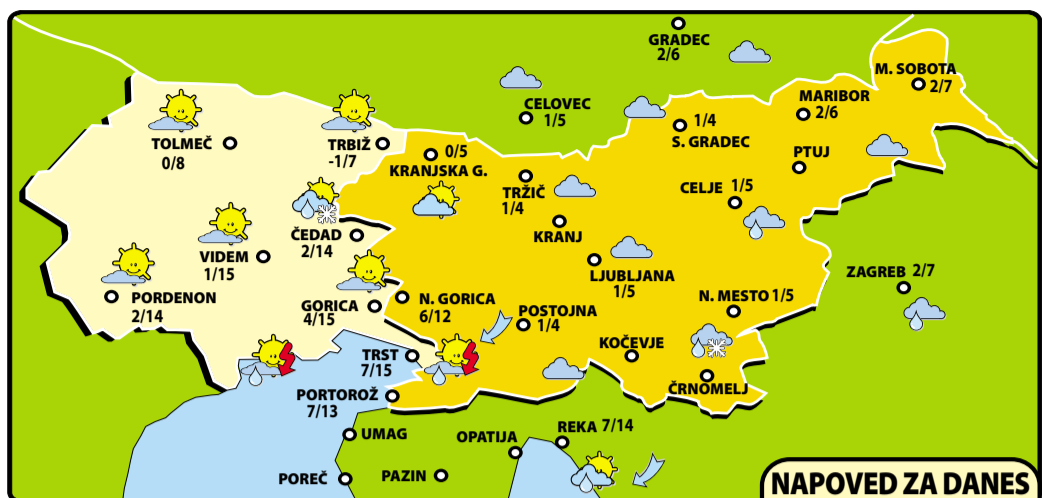 GRADEC
2/6
M. SOBOTA
2/7
CELOVEC
1/5
MARIBOR
2/6
1/4
S. GRADEC
TOLMEČ
0/8
TRBIŽ
-1/7
0/5
KRANJSKA G.
PTUJ
TRŽIČ
1/4
CELJE 1/5
KRANJ
ČEDAD
2/14
VIDEM
1/15
LJUBLJANA
1/5
ZAGREB 2/7
PORDENON
2/14
GORICA
4/15
N. GORICA
6/12
N. MESTO 1/5
POSTOJNA
1/4
KOČEVJE
TRST
7/15
ČRNOMELJ
PORTOROŽ
7/13
UMAG
OPATIJA
REKA 7/14
POREČ
PAZIN
NAPOVED ZA DANES